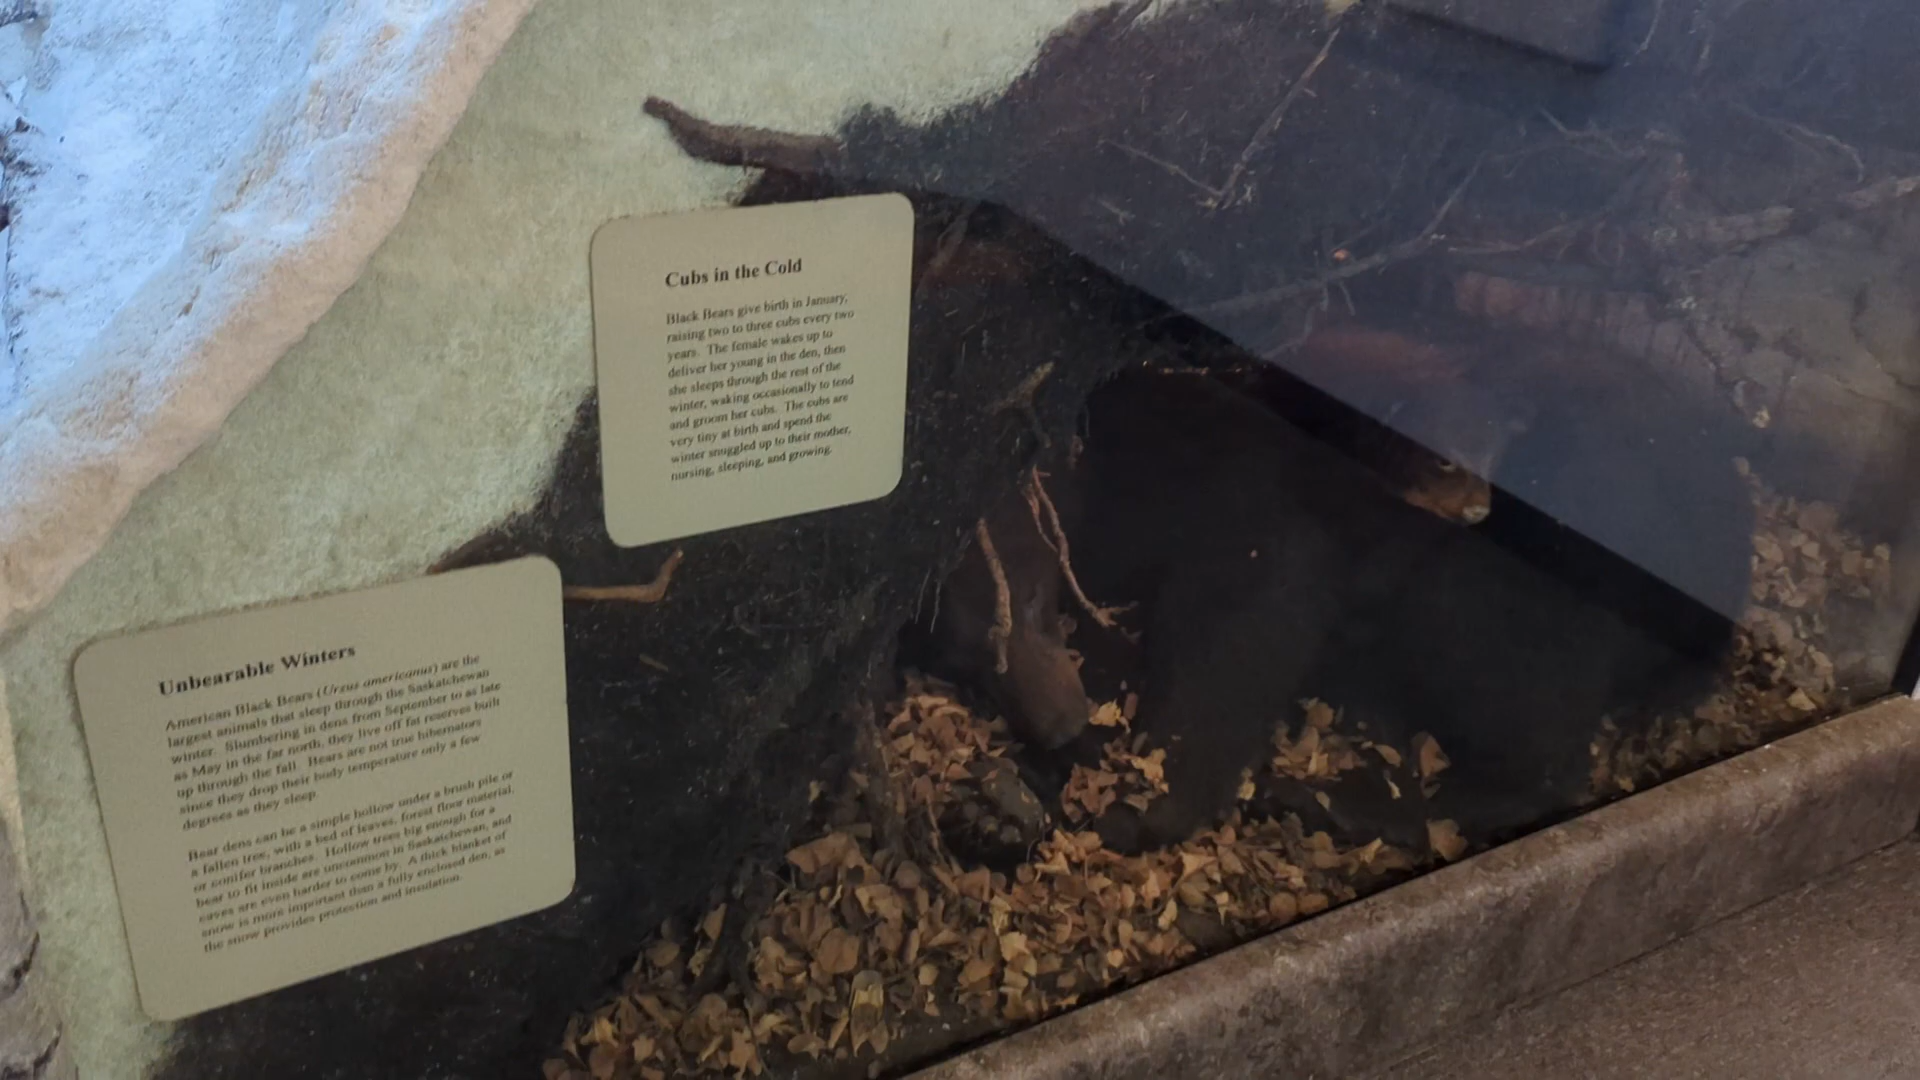 Cubs in the Cold
Black Bears give birth in January,
raising two to three cubs every two
years. The female wakes up to
deliver her young in the den, then
she sleeps through the rest of the
winter, waking occasionally to tend
and groom her cubs. The cubs are
very tiny at birth and spend the
winter snuggled up to their mother,
nursing, sleeping, and growing.
Unbearable Winters
American Black Bears (Ursus americanus) are the
largest animals that sleep through the Saskatchewan
winter. Slumbering in dens from September to as late
as May in the far north, they live off fat reserves built
up through the fall. Bears are not true hibernators
since they drop their body temperature only a few
degrees as they sleep.
Bear dens can be a simple hollow under a brush pile or
a fallen tree, with a bed of leaves, forest floor material,
or conifer branches. Hollow trees big enough for a
bear to fit inside are uncommon in Saskatchewan, and
caves are even harder to come by. A thick blanket of
snow is more important than a fully enclosed den, as
the snow provides protection and insulation.